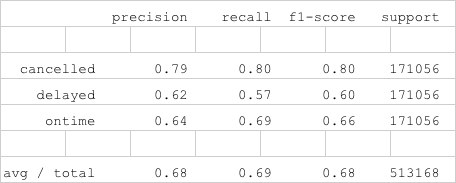 precision recall f1-score support
cancelled 0.79 0.80 0.80 171056
delayed 0.62 0.57 0.60 171056
ontime 0.64 0.69 0.66 171056
avg / total 0.68 0.69 0.68 513168